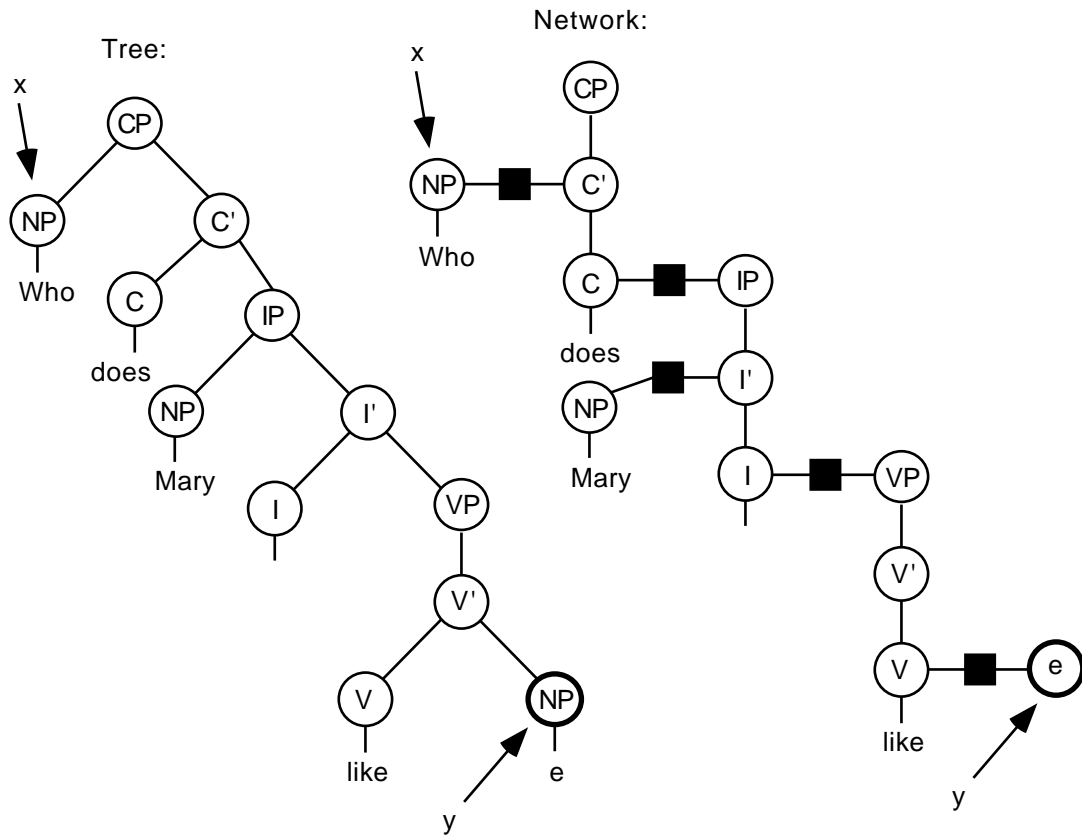 Tree:
x
CP
NP
C'
Who
C
IP
does
NP
I'
Mary
I
VP
V'
V
NP
like
e
y
Network:
x
CP
NP
C'
Who
C
IP
does
NP
I'
Mary
I
VP
V'
V
e
like
y